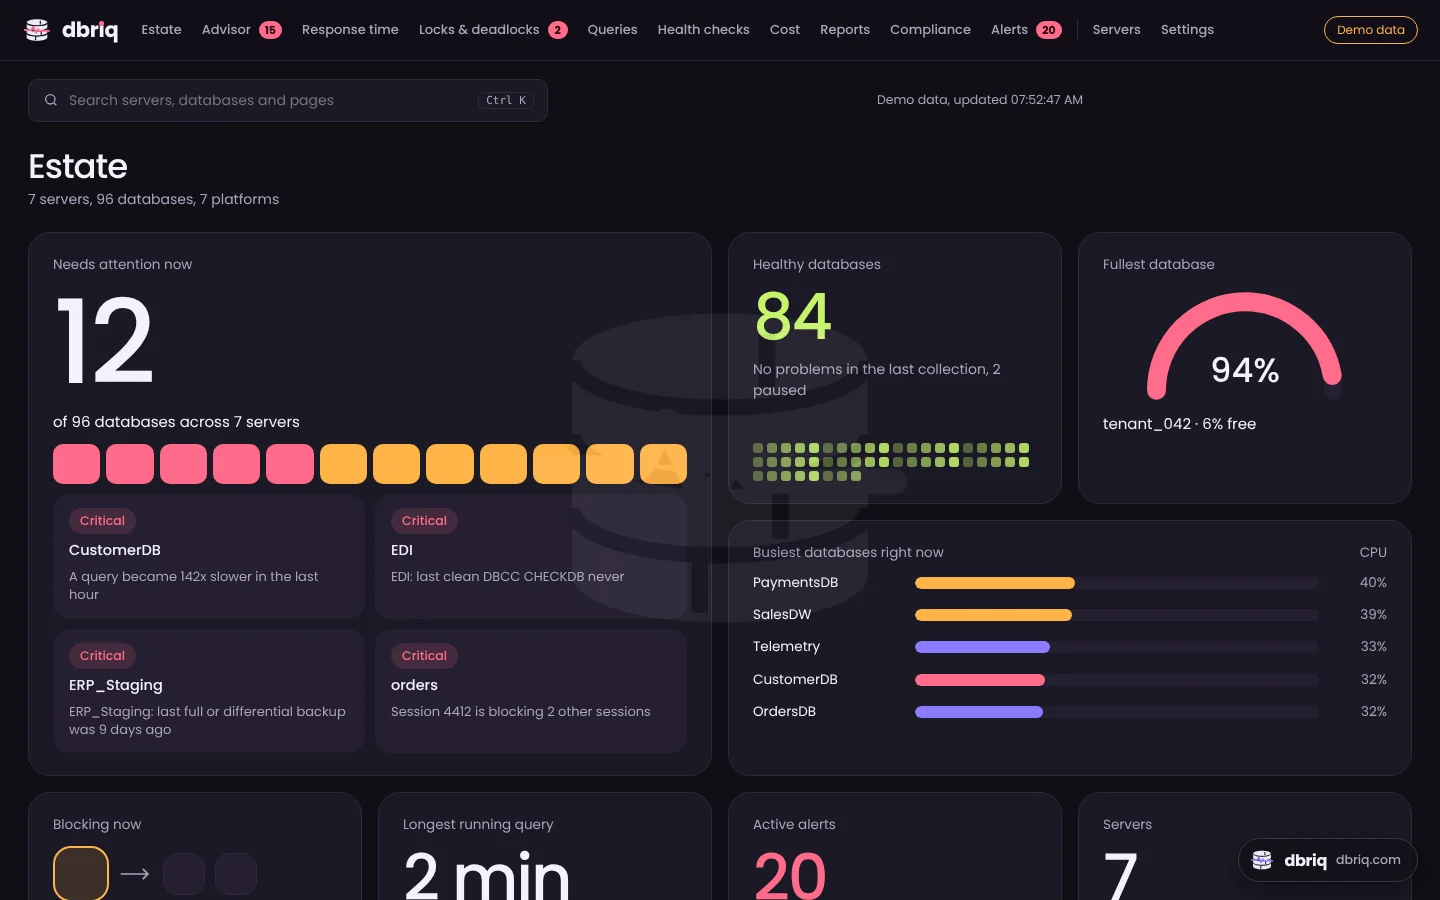 dbriq Estate Advisor 15 Response time Locks & deadlocks 2 Queries Health checks Cost Reports Compliance Alerts 20 Servers Settings Demo data
Search servers, databases and pages Ctrl K
Demo data, updated 07:52:47 AM
Estate
7 servers, 96 databases, 7 platforms
Needs attention now
12
of 96 databases across 7 servers
Critical
CustomerDB
A query became 142x slower in the last
hour
Critical
EDI
EDI: last clean DBCC CHECKDB never
Critical
ERP_Staging
ERP_Staging: last full or differential backup
was 9 days ago
Critical
orders
Session 4412 is blocking 2 other sessions
Healthy databases
84
No problems in the last collection, 2
paused
Fullest database
94%
tenant_042 · 6% free
Busiest databases right now CPU
PaymentsDB 40%
SalesDW 39%
Telemetry 33%
CustomerDB 32%
OrdersDB 32%
Blocking now
Longest running query
2 min
Active alerts
20
Servers
7
dbriq dbriq.com